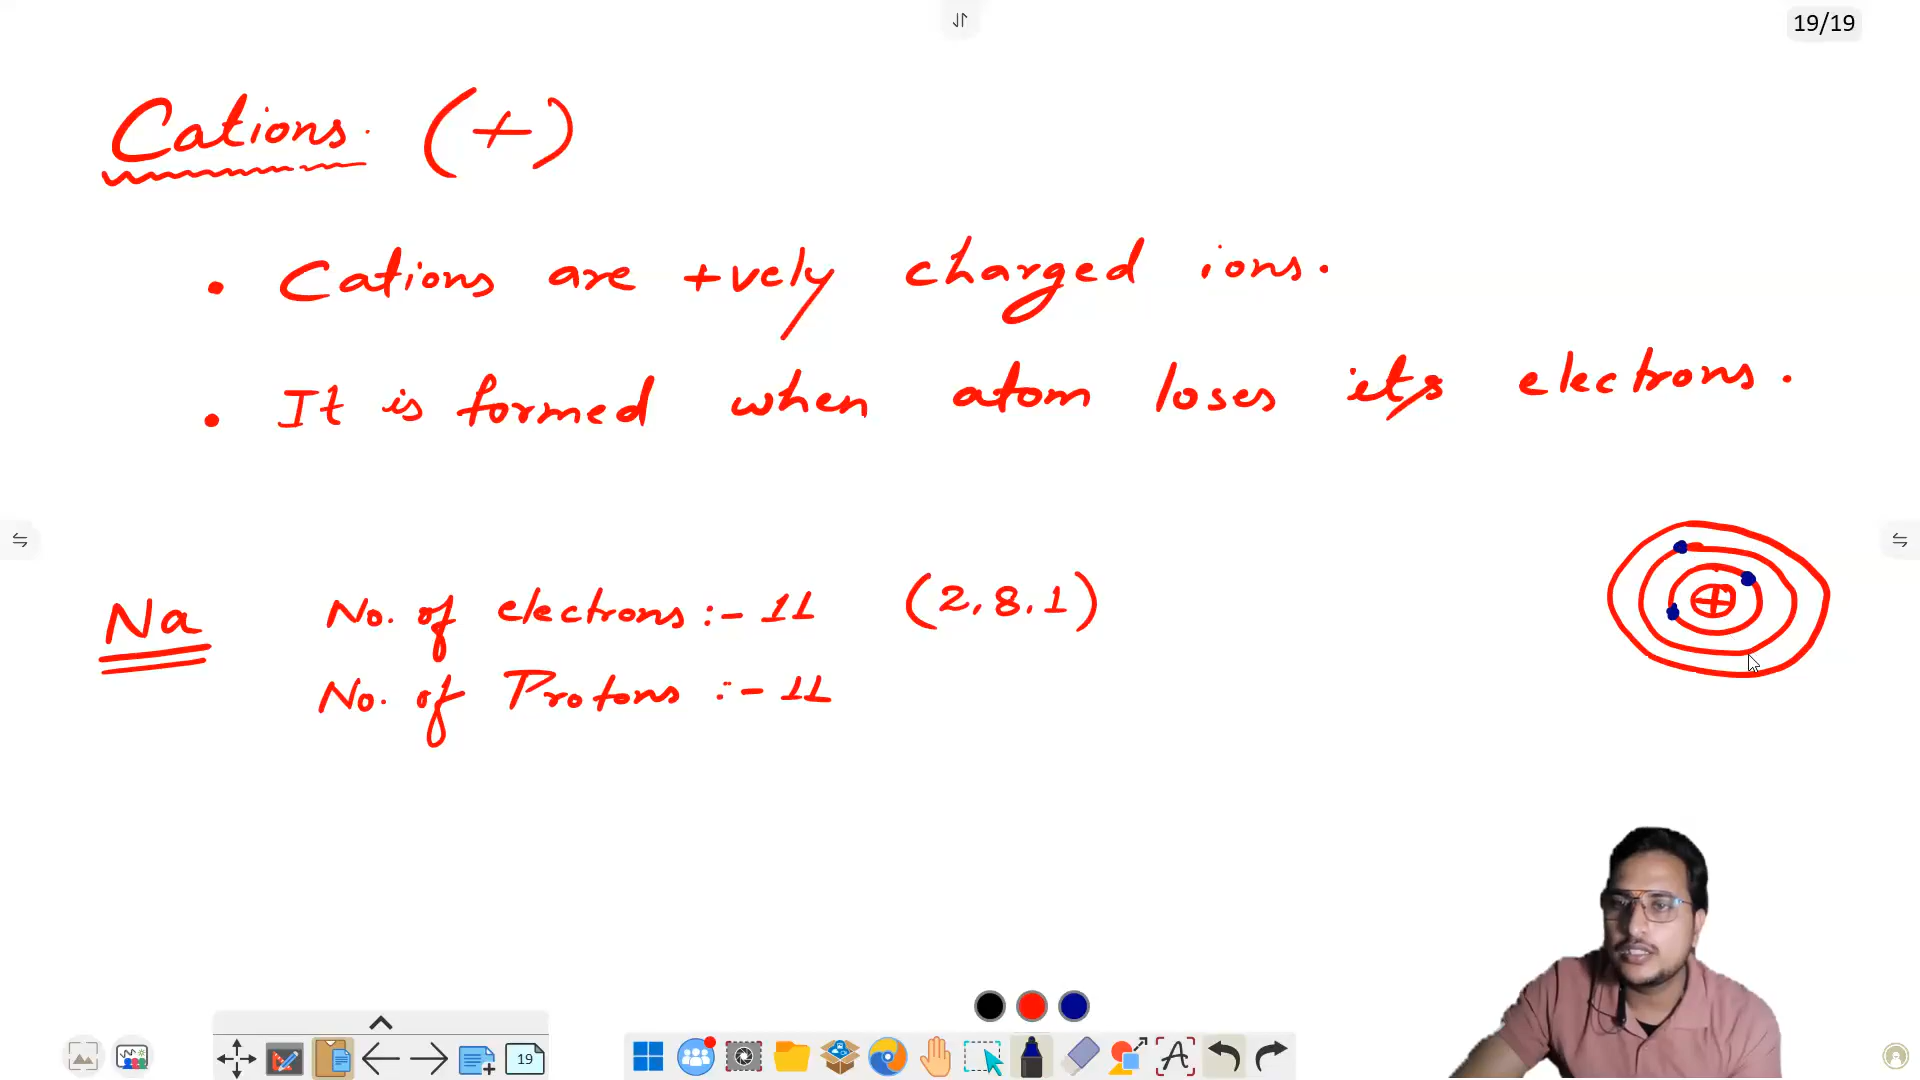 19/19
Cations. (+)
• Cations are +vely charged ions.
• It is formed when atom loses its electrons.
Na No. of electrons :- 11 (2,8,1)
No. of Protons :- 11
19